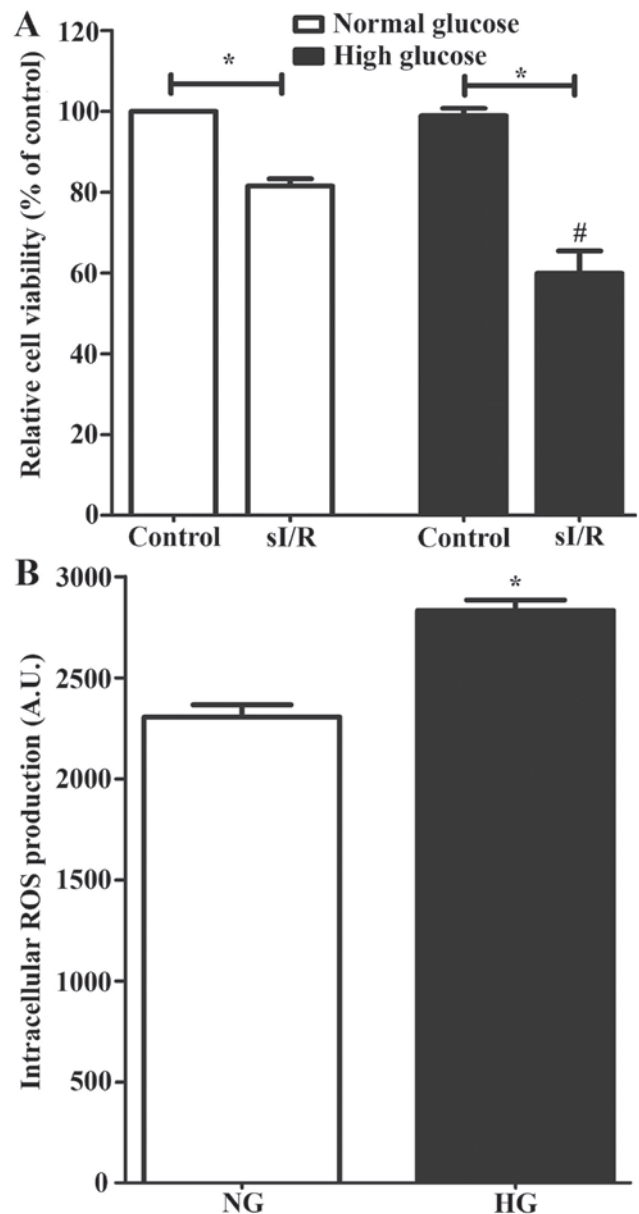 A
Normal glucose
High glucose
Relative cell viability (% of control)
120
100
80
60
40
20
0
*
*
#
Control
sI/R
Control
sI/R
B
Intracellular ROS production (A.U.)
3000
2500
2000
1500
1000
500
0
*
NG
HG